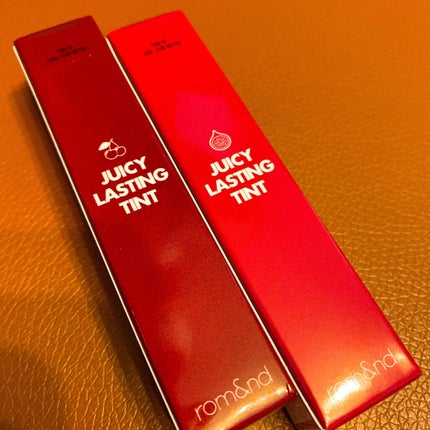 JUICY
LASTING
TINT
rom&nd
JUICY
LASTING
TINT
rom&nd